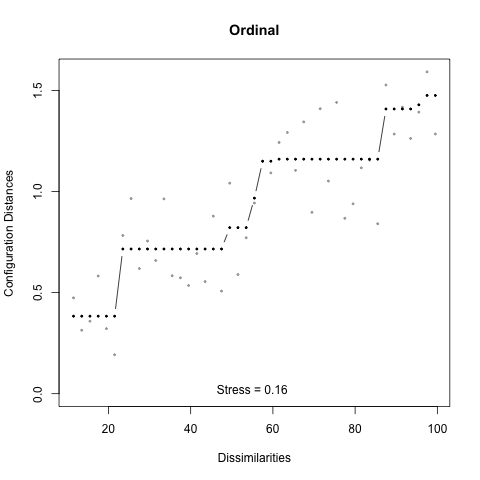 Ordinal
Configuration Distances
1.5
1.0
0.5
0.0
Stress = 0.16
20 40 60 80 100
Dissimilarities